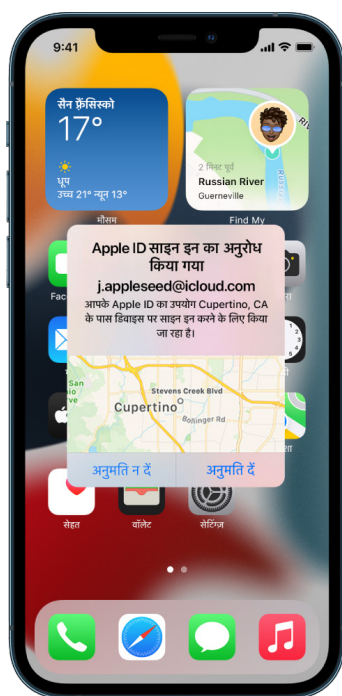 9:41
सैन फ़्रैंसिस्को
17°
धूप
उच्च 21° न्यून 13°
मौसम
2 मिनट पूर्व
Russian River
Guerneville
Find My
Apple ID साइन इन का अनुरोध
किया गया
j.appleseed@icloud.com
आपके Apple ID का उपयोग Cupertino, CA
के पास डिवाइस पर साइन इन करने के लिए किया
जा रहा है।
Stevens Creek Blvd
Cupertino
Bollinger Rd
अनुमति न दें
अनुमति दें
सेहत
वॉलेट
सेटिंग्ज़